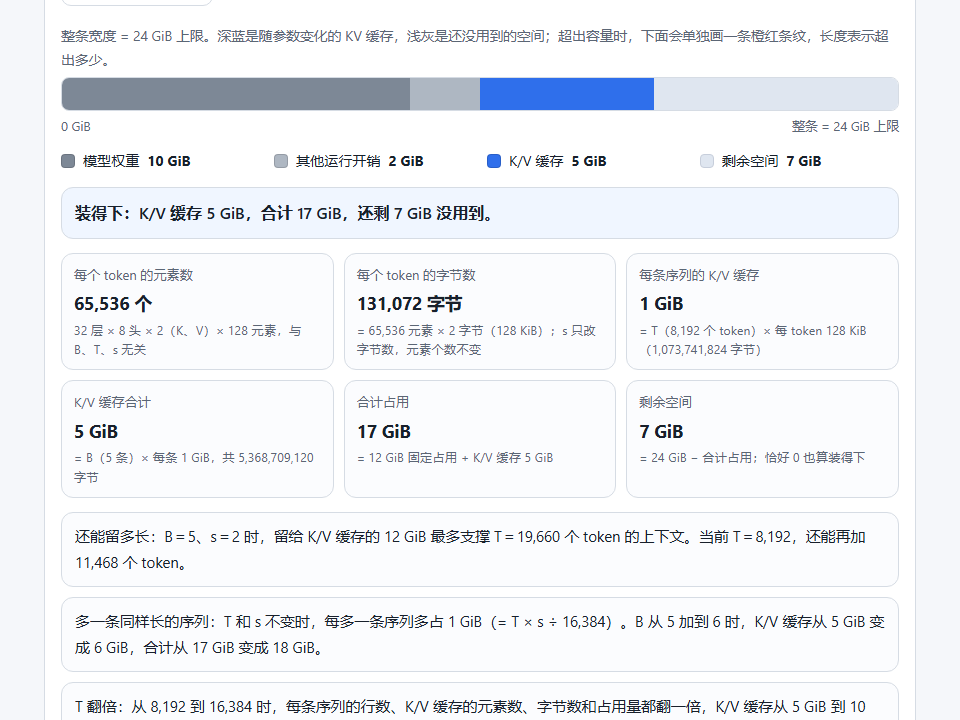 整条宽度 = 24 GiB 上限。深蓝是随参数变化的 KV 缓存，浅灰是还没用到的空间；超出容量时，下面会单独画一条橙红条纹，长度表示超
出多少。
0 GiB
整条 = 24 GiB 上限
模型权重 10 GiB
其他运行开销 2 GiB
K/V 缓存 5 GiB
剩余空间 7 GiB
装得下：K/V 缓存 5 GiB，合计 17 GiB，还剩 7 GiB 没用到。
每个 token 的元素数
65,536 个
32 层 × 8 头 × 2（K、V）× 128 元素，与
B、T、s 无关
每个 token 的字节数
131,072 字节
= 65,536 元素 × 2 字节（128 KiB）；s 只改
字节数，元素个数不变
每条序列的 K/V 缓存
1 GiB
= T（8,192 个 token）× 每 token 128 KiB
（1,073,741,824 字节）
K/V 缓存合计
5 GiB
= B（5 条）× 每条 1 GiB，共 5,368,709,120
字节
合计占用
17 GiB
= 12 GiB 固定占用 + K/V 缓存 5 GiB
剩余空间
7 GiB
= 24 GiB − 合计占用；恰好 0 也算装得下
还能留多长：B = 5、s = 2 时，留给 K/V 缓存的 12 GiB 最多支撑 T = 19,660 个 token 的上下文。当前 T = 8,192，还能再加
11,468 个 token。
多一条同样长的序列：T 和 s 不变时，每多一条序列多占 1 GiB（= T × s ÷ 16,384）。B 从 5 加到 6 时，K/V 缓存从 5 GiB 变
成 6 GiB，合计从 17 GiB 变成 18 GiB。
T 翻倍：从 8,192 到 16,384 时，每条序列的行数、K/V 缓存的元素数、字节数和占用量都翻一倍，K/V 缓存从 5 GiB 到 10